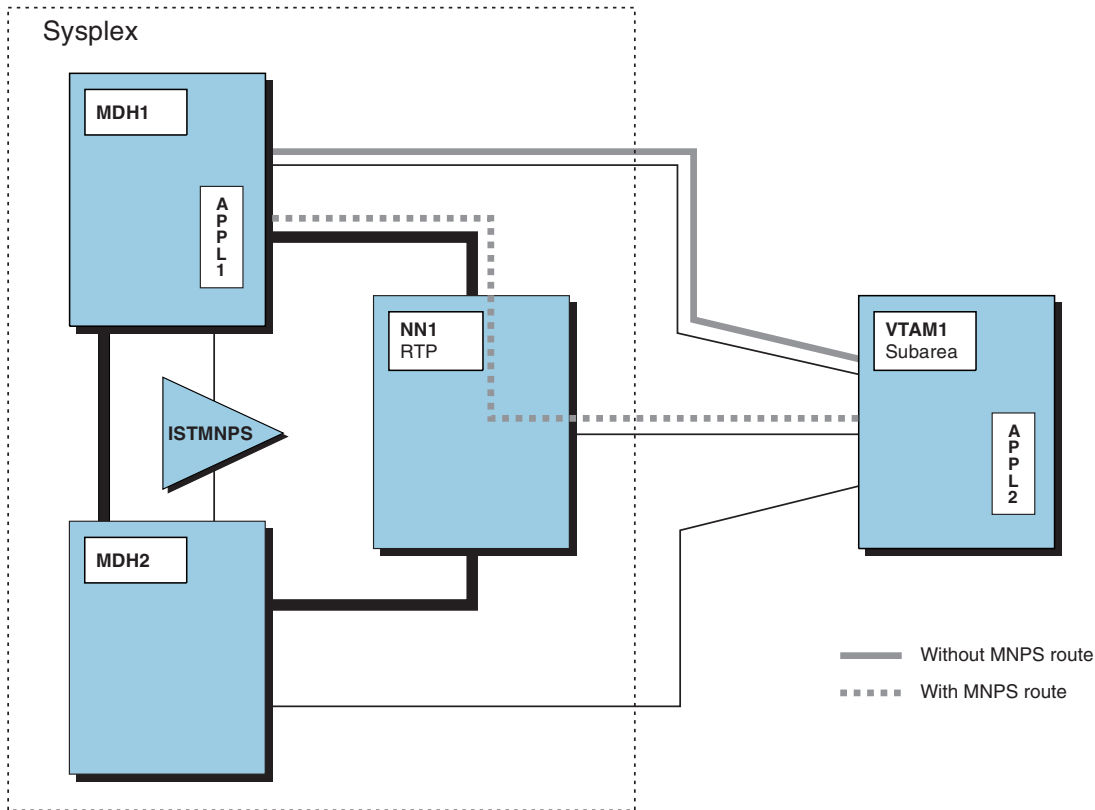 Sysplex
MDH1
A
P
P
L
1
NN1
RTP
VTAM1
Subarea
ISTMNPS
A
P
P
L
2
MDH2
Without MNPS route
With MNPS route